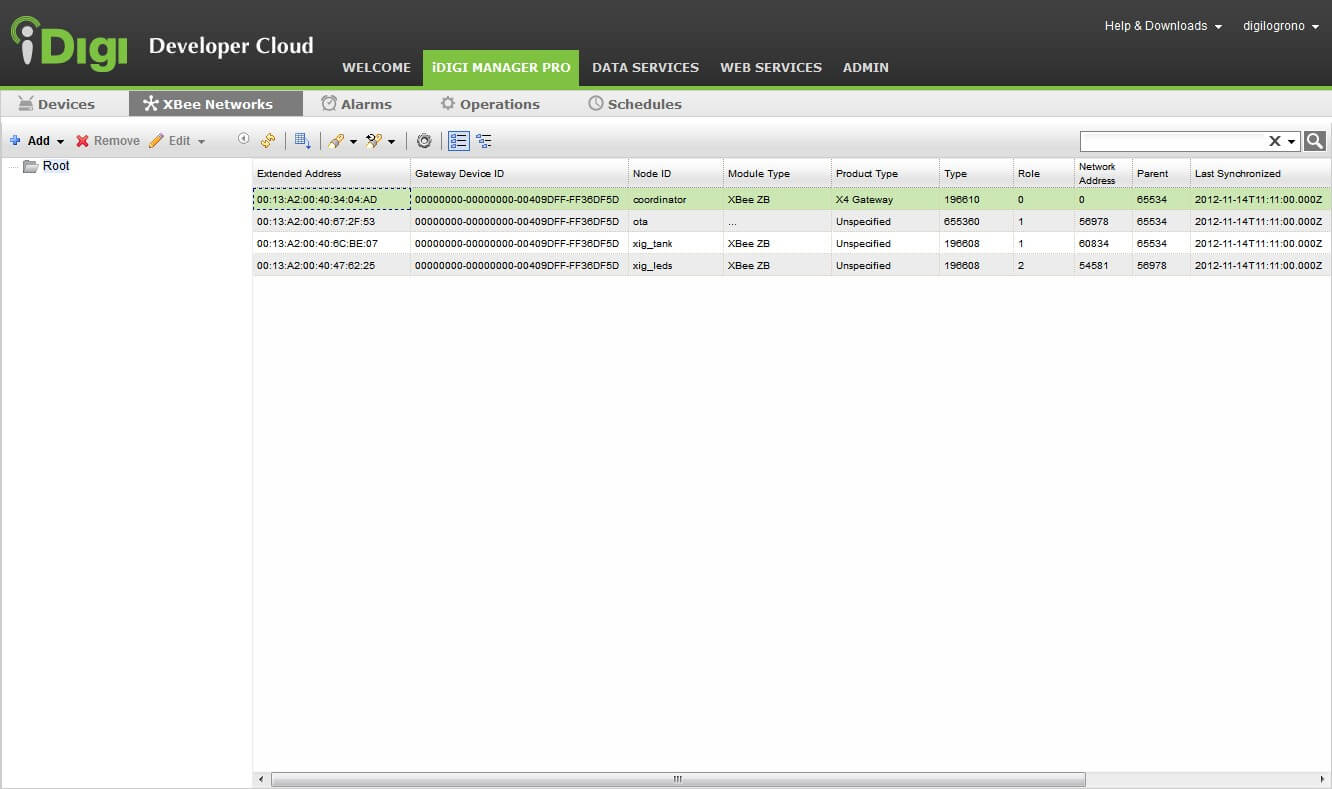 iDigi Developer Cloud
Help & Downloads digilogrono
WELCOME iDIGI MANAGER PRO DATA SERVICES WEB SERVICES ADMIN
Devices XBee Networks Alarms Operations Schedules
Add Remove Edit
Root
Extended Address Gateway Device ID Node ID Module Type Product Type Type Role Network Address Parent Last Synchronized
00:13:A2:00:40:34:04:AD 00000000-00000000-00409DFF-FF36DF5D coordinator XBee ZB X4 Gateway 196610 0 0 65534 2012-11-14T11:11:00.000Z
00:13:A2:00:40:67:2F:53 00000000-00000000-00409DFF-FF36DF5D ota ... Unspecified 655360 1 56978 65534 2012-11-14T11:11:00.000Z
00:13:A2:00:40:6C:BE:07 00000000-00000000-00409DFF-FF36DF5D xig_tank XBee ZB Unspecified 196608 1 60834 65534 2012-11-14T11:11:00.000Z
00:13:A2:00:40:47:62:25 00000000-00000000-00409DFF-FF36DF5D xig_leds XBee ZB Unspecified 196608 2 54581 56978 2012-11-14T11:11:00.000Z